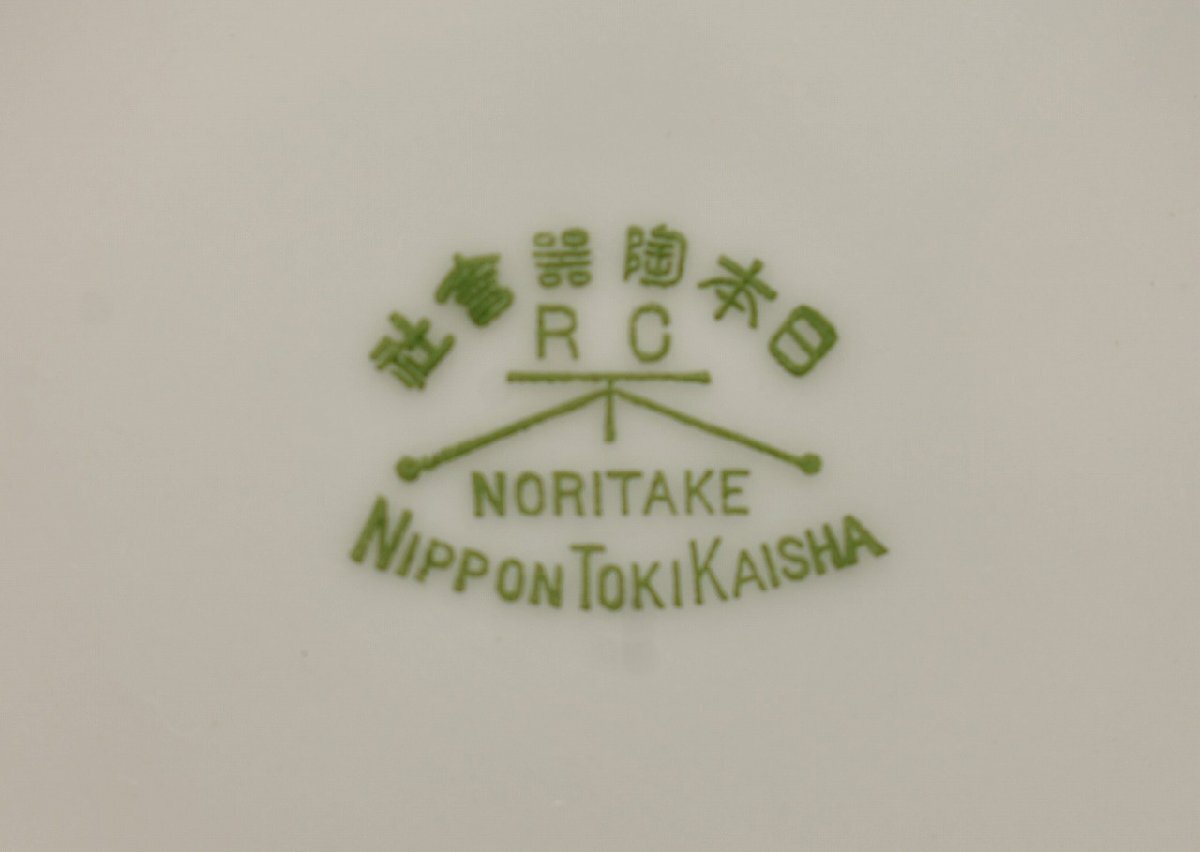 日本陶器會社
R C
NORITAKE
NIPPON TOKI KAISHA